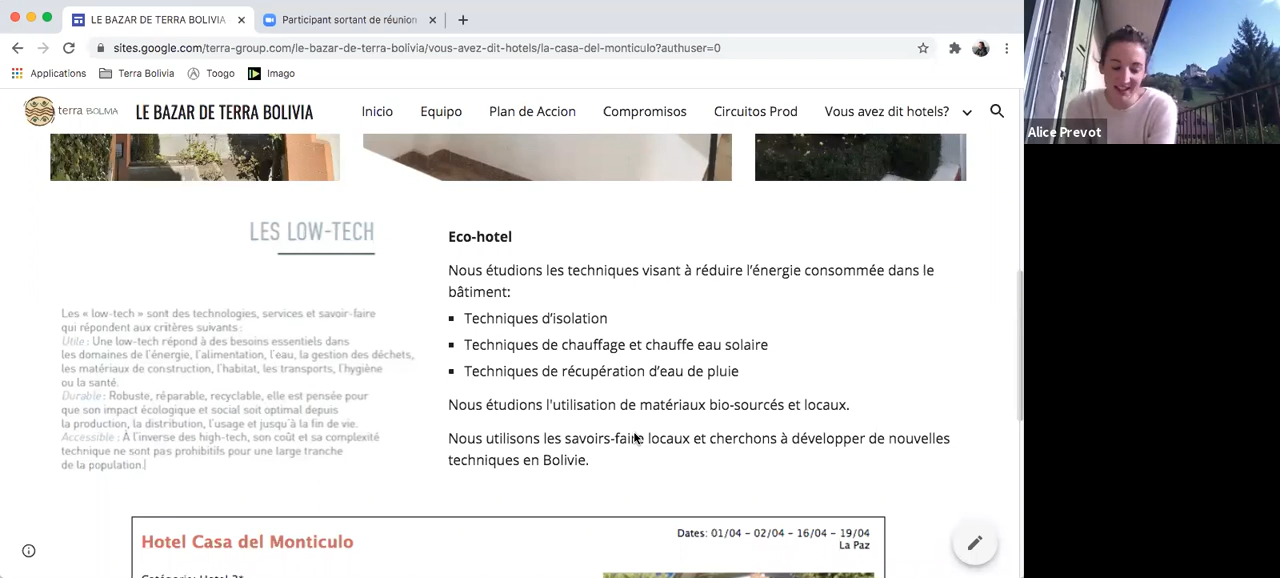 LE BAZAR DE TERRA BOLIVIA
Participant sortant de réunion
sites.google.com/terra-group.com/le-bazar-de-terra-bolivia/vous-avez-dit-hotels/la-casa-del-monticulo?authuser=0
Applications Terra Bolivia Toogo Imago
terra BOLIVIA LE BAZAR DE TERRA BOLIVIA Inicio Equipo Plan de Accion Compromisos Circuitos Prod Vous avez dit hotels?
Alice Prevot
LES LOW-TECH
Les « low-tech » sont des technologies, services et savoir-faire
qui répondent aux critères suivants :
Utile : Une low-tech répond à des besoins essentiels dans
les domaines de l'énergie, l'alimentation, l'eau, la gestion des déchets,
les matériaux de construction, l'habitat, les transports, l'hygiène
ou la santé.
Durable : Robuste, réparable, recyclable, elle est pensée pour
que son impact écologique et social soit optimal depuis
la production, la distribution, l'usage et jusqu'à la fin de vie.
Accessible : À l'inverse des high-tech, son coût et sa complexité
technique ne sont pas prohibitifs pour une large tranche
de la population.
Eco-hotel
Nous étudions les techniques visant à réduire l'énergie consommée dans le
bâtiment:
▪ Techniques d'isolation
▪ Techniques de chauffage et chauffe eau solaire
▪ Techniques de récupération d'eau de pluie
Nous étudions l'utilisation de matériaux bio-sourcés et locaux.
Nous utilisons les savoirs-faire locaux et cherchons à développer de nouvelles
techniques en Bolivie.
Hotel Casa del Monticulo
Dates: 01/04 – 02/04 – 16/04 – 19/04
La Paz
Catégorie: Hotel 3*